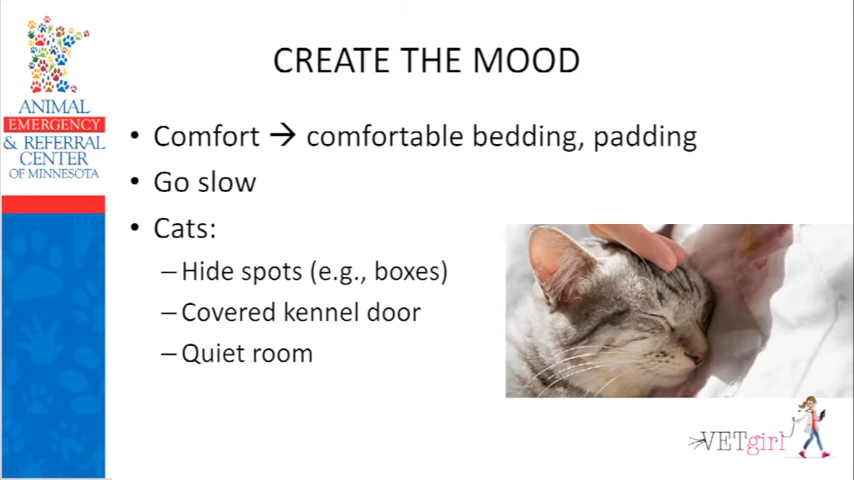 CREATE THE MOOD
ANIMAL
EMERGENCY
& REFERRAL
CENTER
OF MINNESOTA
• Comfort → comfortable bedding, padding
• Go slow
• Cats:
–Hide spots (e.g., boxes)
–Covered kennel door
–Quiet room
VETgirl